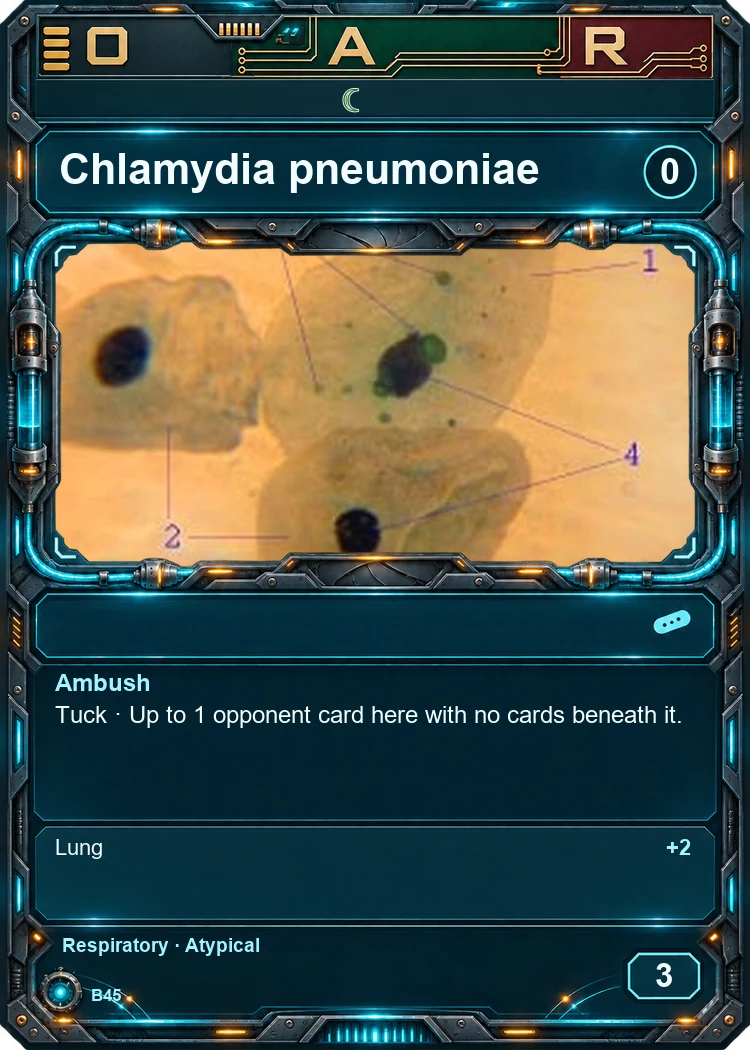 O A R
Chlamydia pneumoniae 0
1
4
2
Ambush
Tuck · Up to 1 opponent card here with no cards beneath it.
Lung +2
Respiratory · Atypical
B45 3